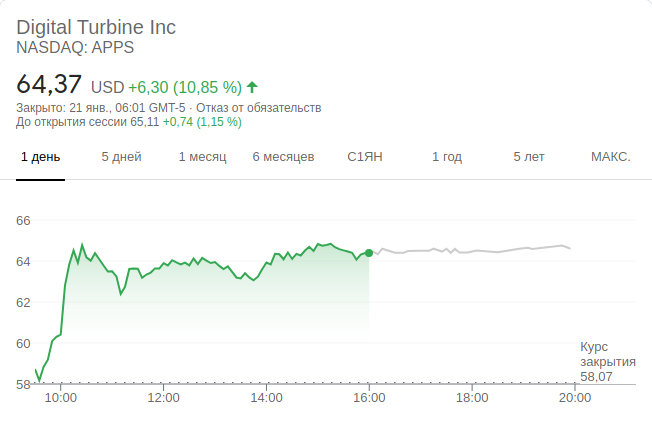 Digital Turbine Inc
NASDAQ: APPS
64,37 USD +6,30 (10,85 %)
Закрыто: 21 янв., 06:01 GMT-5 · Отказ от обязательств
До открытия сессии 65,11 +0,74 (1,15 %)
1 день 5 дней 1 месяц 6 месяцев С1ЯН 1 год 5 лет МАКС.
66
64
62
60
58
Курс
закрытия
58,07
10:00 12:00 14:00 16:00 18:00 20:00